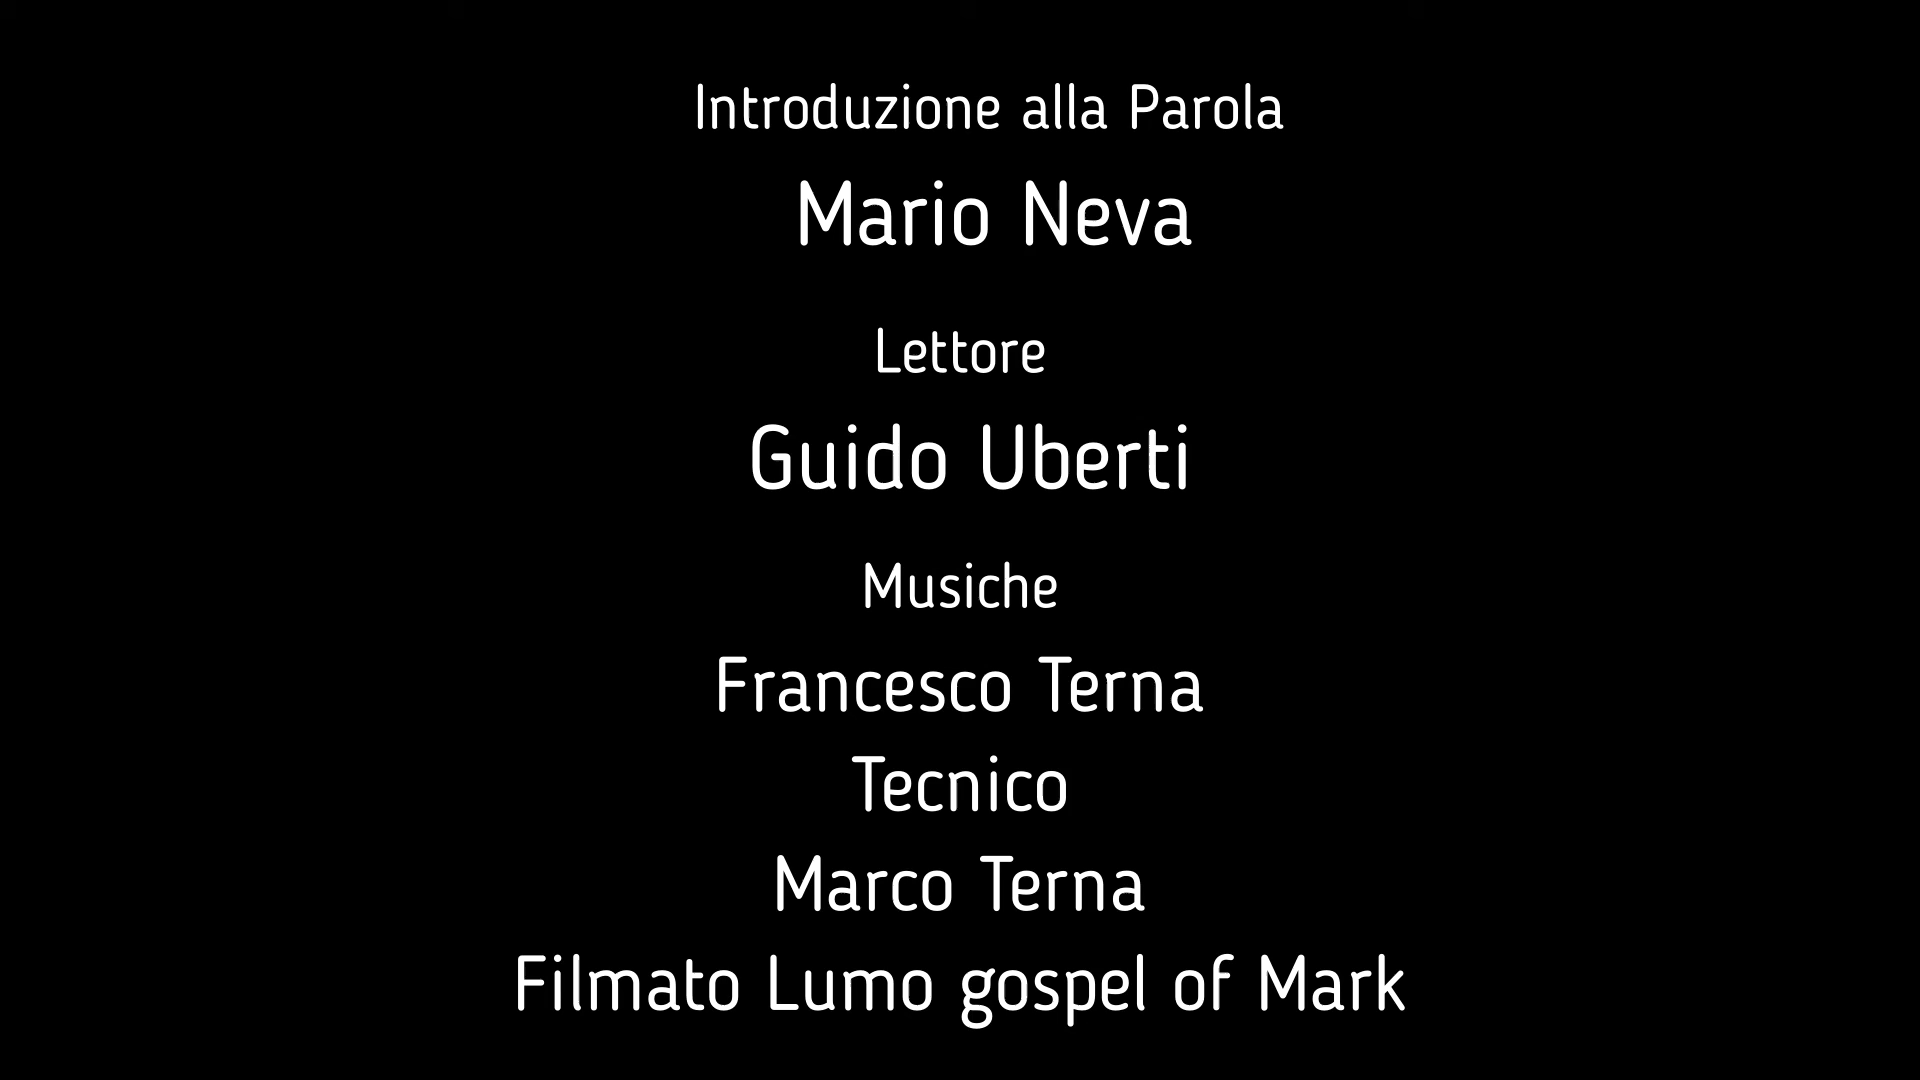 Introduzione alla Parola
Mario Neva
Lettore
Guido Uberti
Musiche
Francesco Terna
Tecnico
Marco Terna
Filmato Lumo gospel of Mark